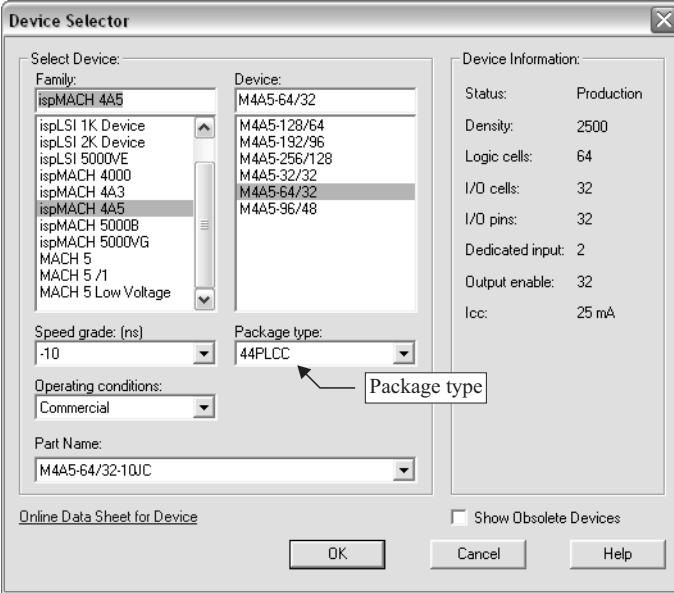 Device Selector
Select Device:
Family:
ispMACH 4A5
ispLSI 1K Device
ispLSI 2K Device
ispLSI 5000VE
ispMACH 4000
ispMACH 4A3
ispMACH 4A5
ispMACH 5000B
ispMACH 5000VG
MACH 5
MACH 5 /1
MACH 5 Low Voltage
Device:
M4A5-64/32
M4A5-128/64
M4A5-192/96
M4A5-256/128
M4A5-32/32
M4A5-64/32
M4A5-96/48
Speed grade: (ns)
-10
Package type:
44PLCC
Package type
Operating conditions:
Commercial
Part Name:
M4A5-64/32-10JC
Device Information:
Status: Production
Density: 2500
Logic cells: 64
I/O cells: 32
I/O pins: 32
Dedicated input: 2
Output enable: 32
Icc: 25 mA
Online Data Sheet for Device
Show Obsolete Devices
OK
Cancel
Help